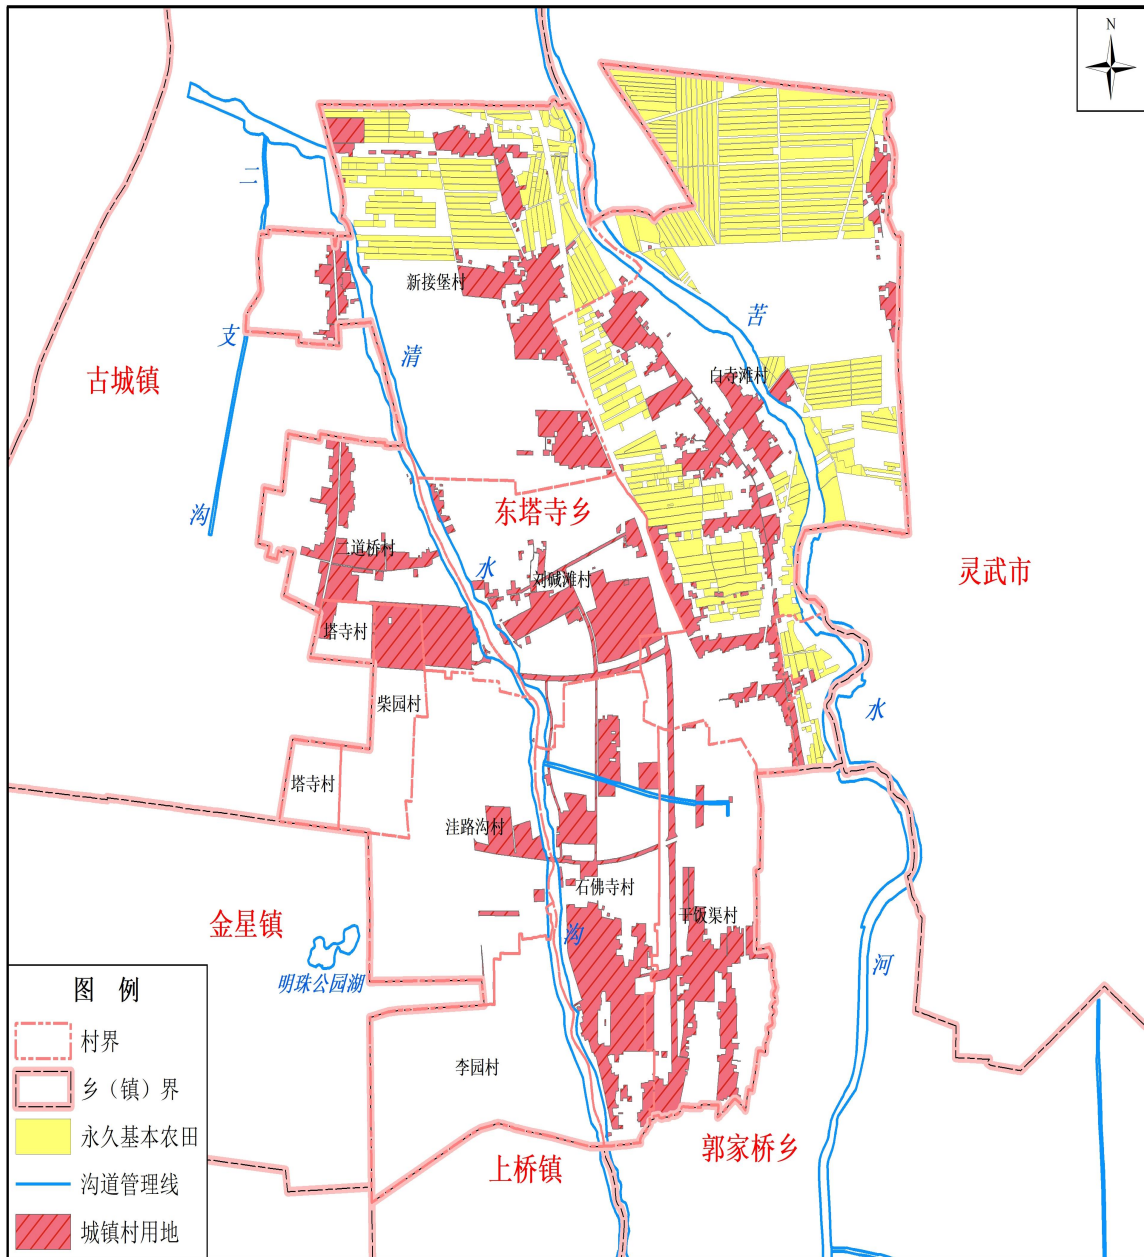 N
二
新接堡村
支
清
苦
古城镇
白寺滩村
沟
东塔寺乡
二道桥村
水
刘碱滩村
灵武市
塔寺村
柴园村
水
塔寺村
洼路沟村
石佛寺村
干饭渠村
金星镇
沟
河
明珠公园湖
李园村
上桥镇
郭家桥乡
图 例
村界
乡（镇）界
永久基本农田
沟道管理线
城镇村用地